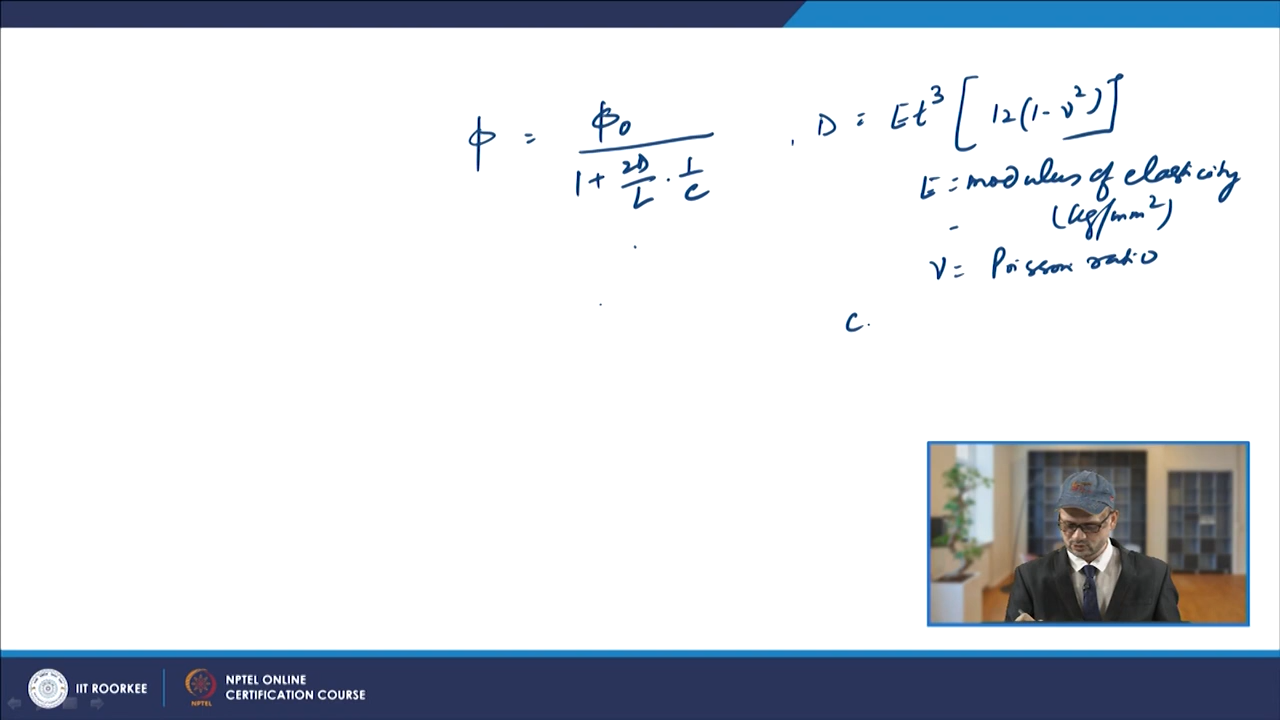 ϕ = ϕ₀ / (1 + 2D/L · 1/C) , D = Et³ [12(1-ν²)]
E = modulus of elasticity
(kg/mm²)
ν = Poisson ratio
C
IIT ROORKEE
NPTEL ONLINE
CERTIFICATION COURSE
NPTEL